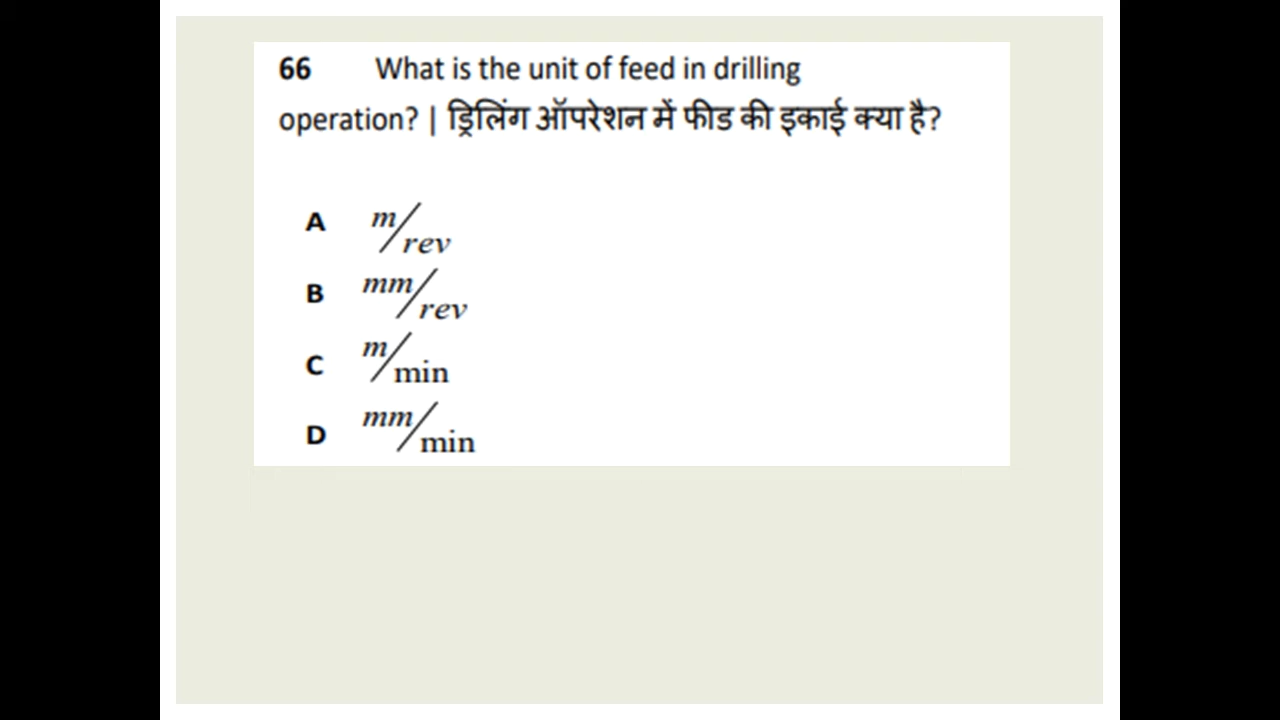 66 What is the unit of feed in drilling
operation? | ड्रिलिंग ऑपरेशन में फीड की इकाई क्या है?
A m/rev
B mm/rev
C m/min
D mm/min